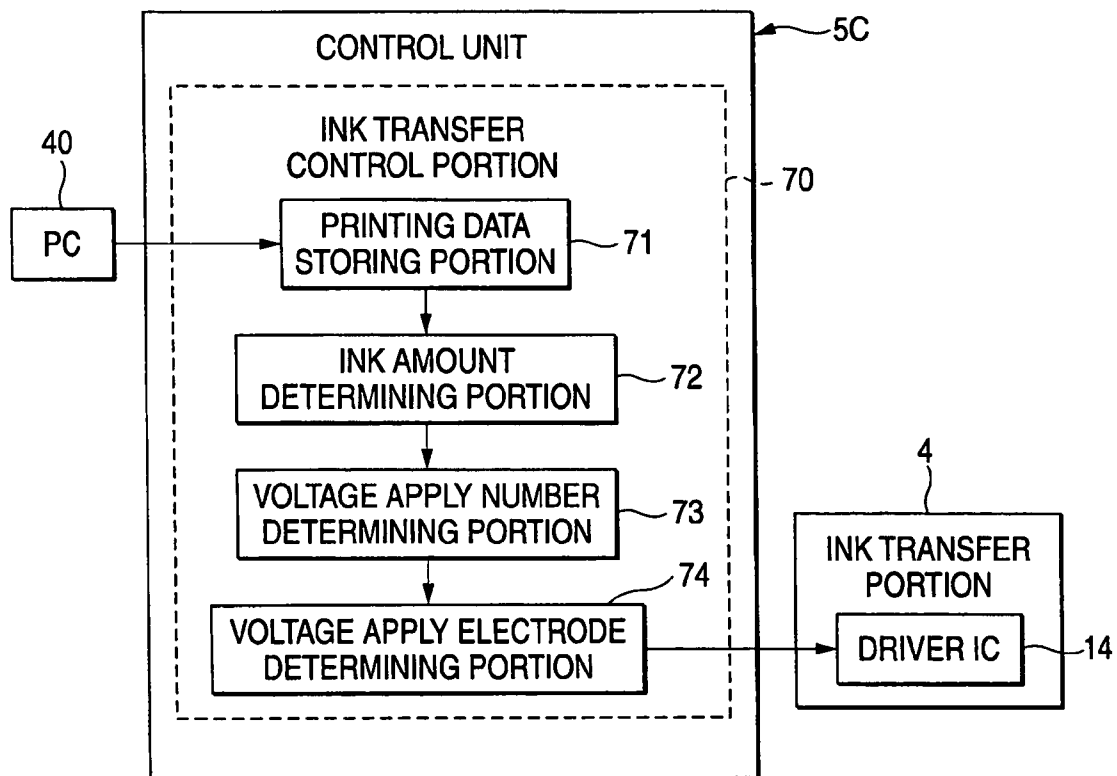 5C
CONTROL UNIT
INK TRANSFER
CONTROL PORTION
40
70
PC
PRINTING DATA
STORING PORTION
71
INK AMOUNT
DETERMINING PORTION
72
VOLTAGE APPLY NUMBER
DETERMINING PORTION
73
4
INK TRANSFER
PORTION
74
VOLTAGE APPLY ELECTRODE
DETERMINING PORTION
DRIVER IC
14